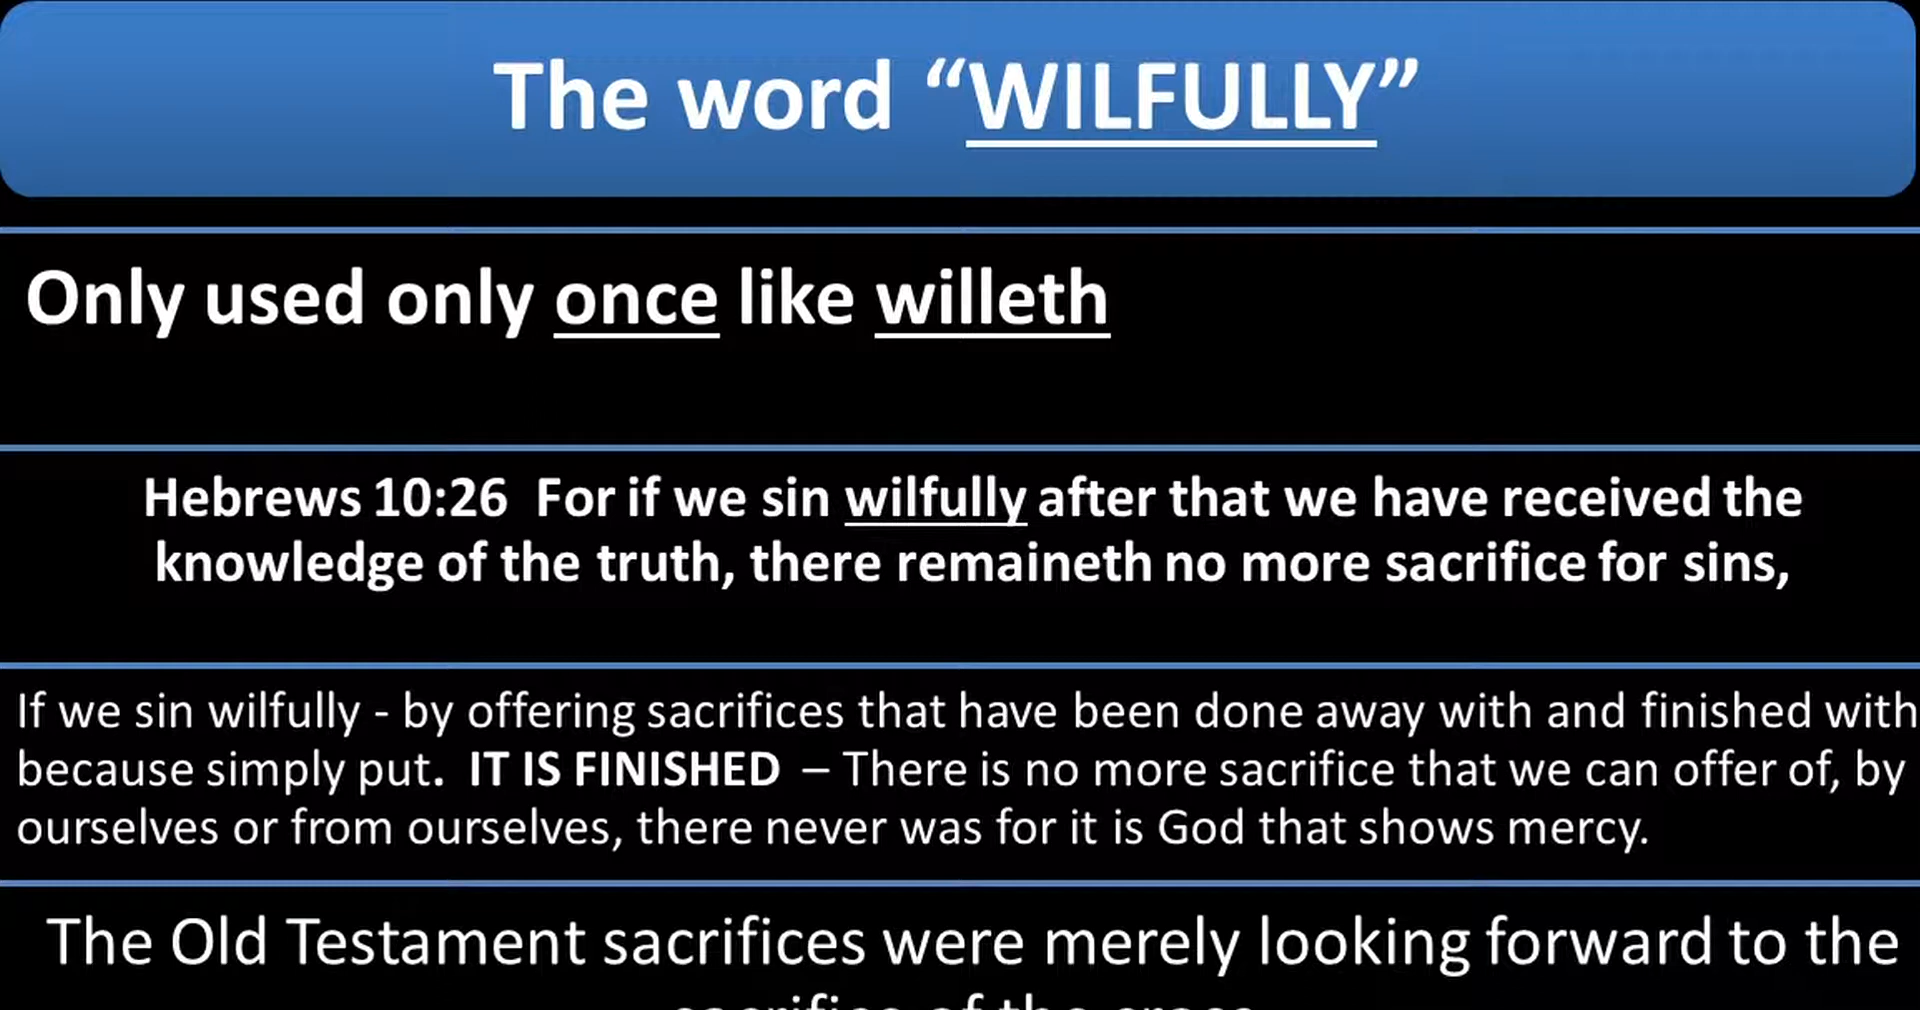 The word “WILFULLY”
Only used only once like willeth
Hebrews 10:26  For if we sin wilfully after that we have received the
knowledge of the truth, there remaineth no more sacrifice for sins,
If we sin wilfully - by offering sacrifices that have been done away with and finished with
because simply put.  IT IS FINISHED  – There is no more sacrifice that we can offer of, by
ourselves or from ourselves, there never was for it is God that shows mercy.
The Old Testament sacrifices were merely looking forward to the
sacrifice of the cross